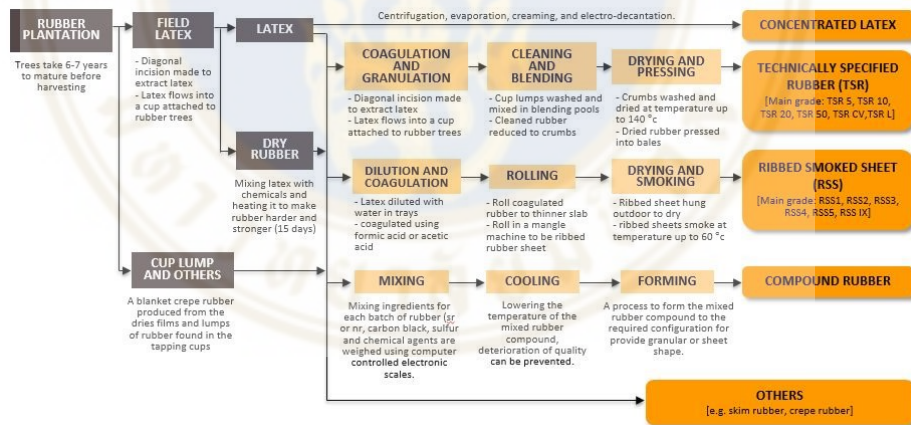 Centrifugation, evaporation, creaming, and electro-decantation.
RUBBER
PLANTATION
Trees take 6-7 years
to mature before
harvesting
FIELD
LATEX
- Diagonal
incision made to
extract latex
- Latex flows into
a cup attached to
rubber trees
LATEX
CONCENTRATED LATEX
COAGULATION
AND
GRANULATION
- Diagonal incision made
to extract latex
- Latex flows into a cup
attached to rubber trees
CLEANING
AND
BLENDING
- Cup lumps washed and
mixed in blending pools
- Cleaned rubber
reduced to crumbs
DRYING AND
PRESSING
- Crumbs washed and
dried at temperature up
to 140 °c
- Dried rubber pressed
into bales
TECHNICALLY SPECIFIED
RUBBER (TSR)
[Main grade: TSR 5, TSR 10,
TSR 20, TSR 50, TSR CV,TSR L]
DRY
RUBBER
Mixing latex with
chemicals and
heating it to make
rubber harder and
stronger (15 days)
DILUTION AND
COAGULATION
- Latex diluted with
water in trays
- coagulated using
formic acid or acetic
acid
ROLLING
- Roll coagulated
rubber to thinner slab
- Roll in a mangle
machine to be ribbed
rubber sheet
DRYING AND
SMOKING
- Ribbed sheet hung
outdoor to dry
- ribbed sheets smoke at
temperature up to 60 °c
RIBBED SMOKED SHEET
(RSS)
[Main grade: RSS1, RSS2, RSS3,
RSS4, RSS5, RSS IX]
CUP LUMP
AND OTHERS
A blanket crepe rubber
produced from the
dries films and lumps
of rubber found in the
tapping cups
MIXING
Mixing ingredients for
each batch of rubber (sr
or nr, carbon black, sulfur
and chemical agents are
weighed using computer
controlled electronic
scales.
COOLING
Lowering the
temperature of the
mixed rubber
compound,
deterioration of quality
can be prevented.
FORMING
A process to form the mixed
rubber compound to the
required configuration for
provide granular or sheet
shape.
COMPOUND RUBBER
OTHERS
[e.g. skim rubber, crepe rubber]